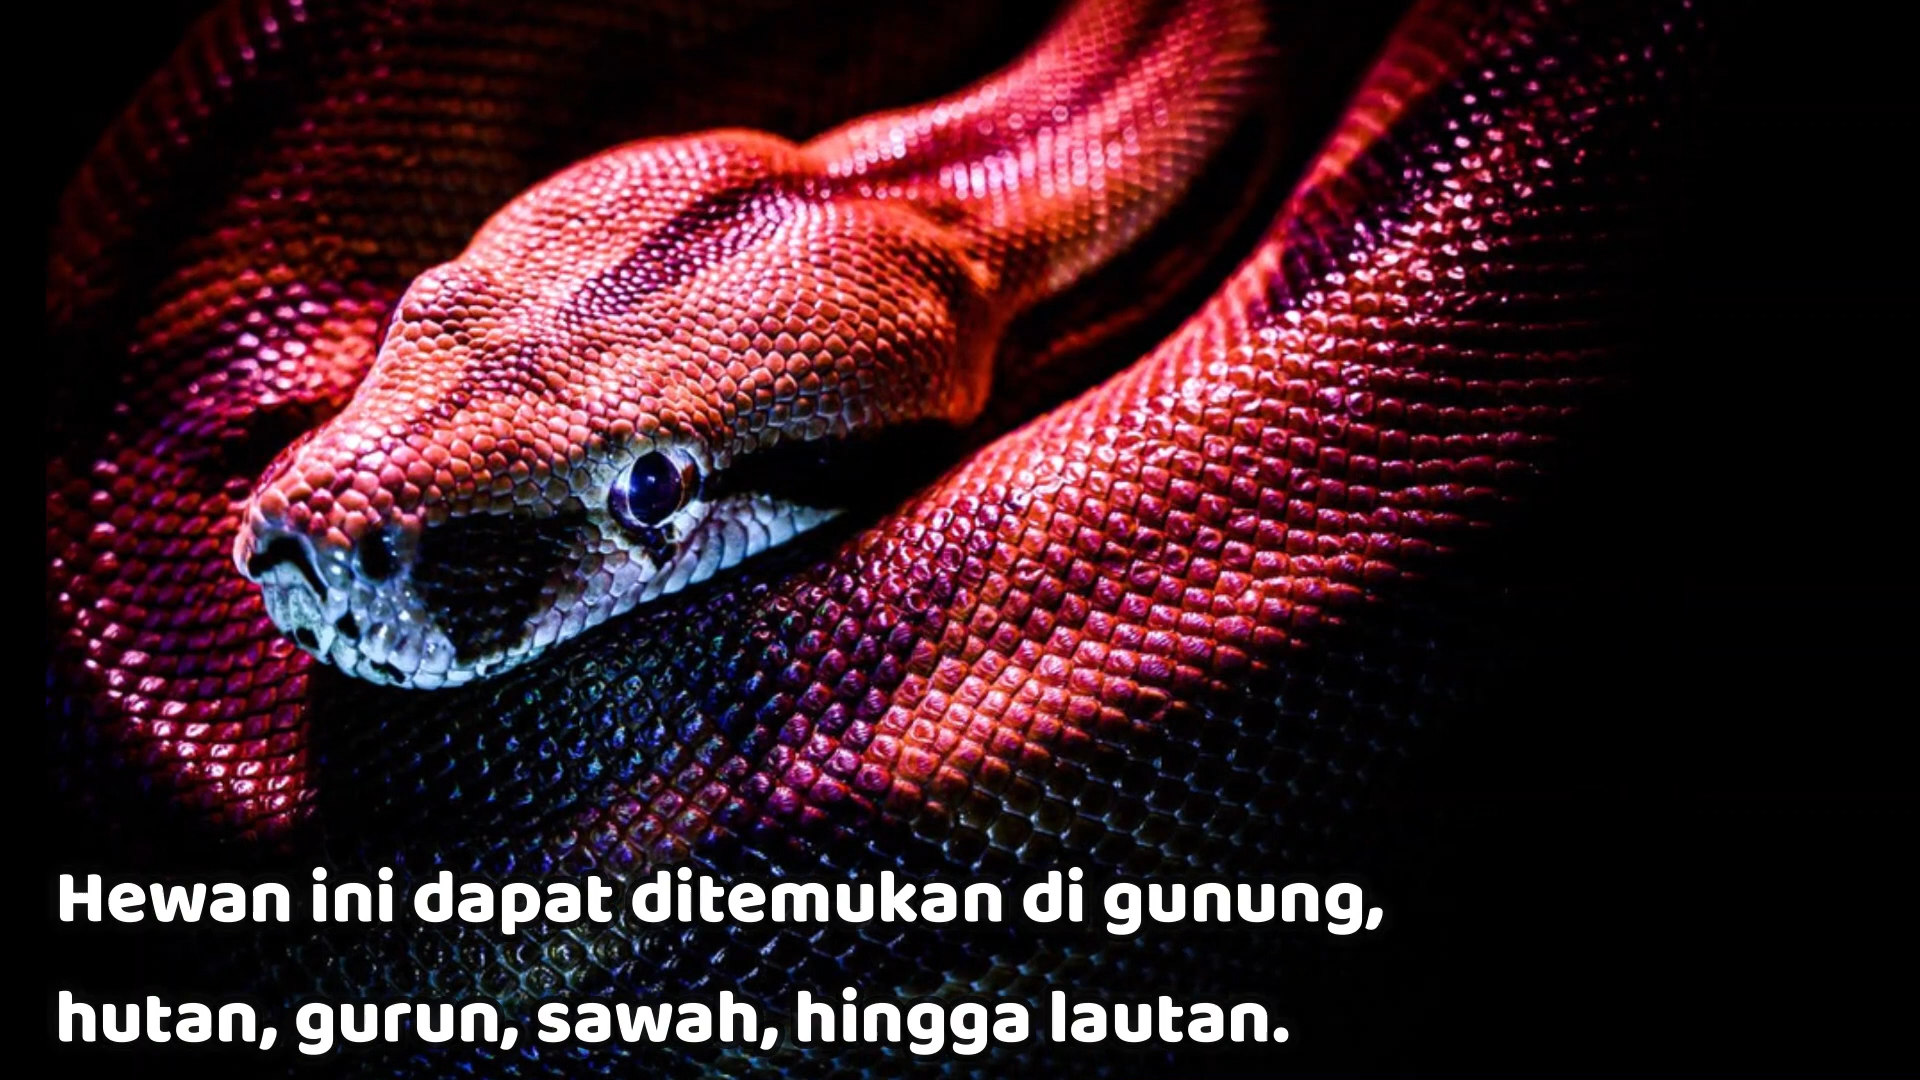 Hewan ini dapat ditemukan di gunung,
hutan, gurun, sawah, hingga lautan.